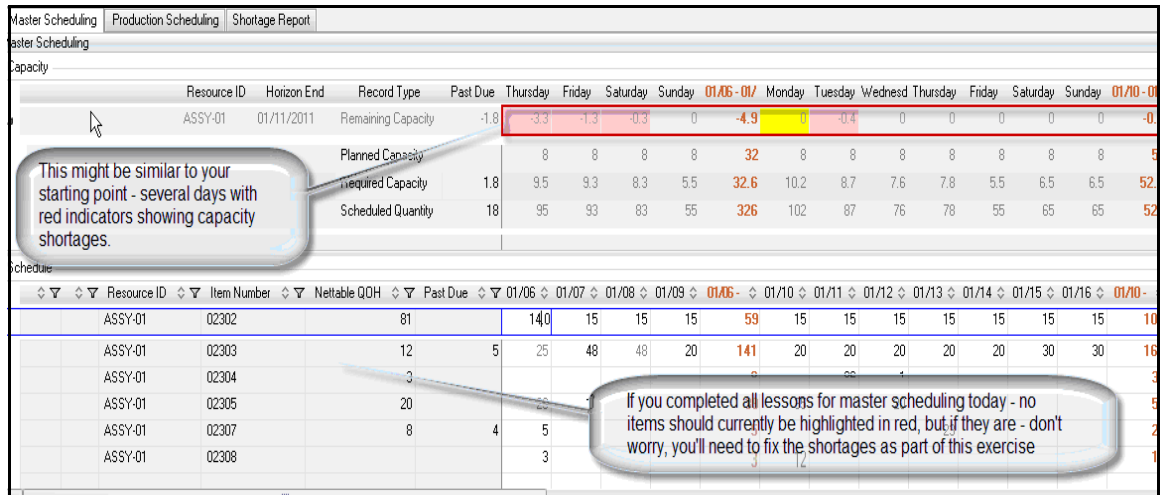 Master Scheduling Production Scheduling Shortage Report
aster Scheduling
Capacity
Resource ID Horizon End Record Type Past Due Thursday Friday Saturday Sunday 01/06 - 01/ Monday Tuesday Wednesd Thursday Friday Saturday Sunday 01/10 - 01
ASSY-01 01/11/2011 Remaining Capacity -1.8 -3.3 -1.3 -0.3 0 -4.9 0 -0.4 0 0 0 0 0 -0.
Planned Capacity 8 8 8 8 32 8 8 8 8 8 8 8 5
Required Capacity 1.8 9.5 9.3 8.3 5.5 32.6 10.2 8.7 7.6 7.8 5.5 6.5 6.5 52.
Scheduled Quantity 18 95 93 83 55 326 102 87 76 78 55 65 65 52
This might be similar to your
starting point - several days with
red indicators showing capacity
shortages.
Schedule
Resource ID Item Number Nettable QOH Past Due 01/06 01/07 01/08 01/09 01/06 - 01/10 01/11 01/12 01/13 01/14 01/15 01/16 01/10 -
ASSY-01 02302 81 14.0 15 15 15 59 15 15 15 15 15 15 15 10
ASSY-01 02303 12 5 25 48 48 20 141 20 20 20 20 20 30 30 16
ASSY-01 02304 3 3
ASSY-01 02305 20 5
ASSY-01 02307 8 4 5 2
ASSY-01 02308 3 3 12 1
If you completed all lessons for master scheduling today - no
items should currently be highlighted in red, but if they are - don't
worry, you'll need to fix the shortages as part of this exercise